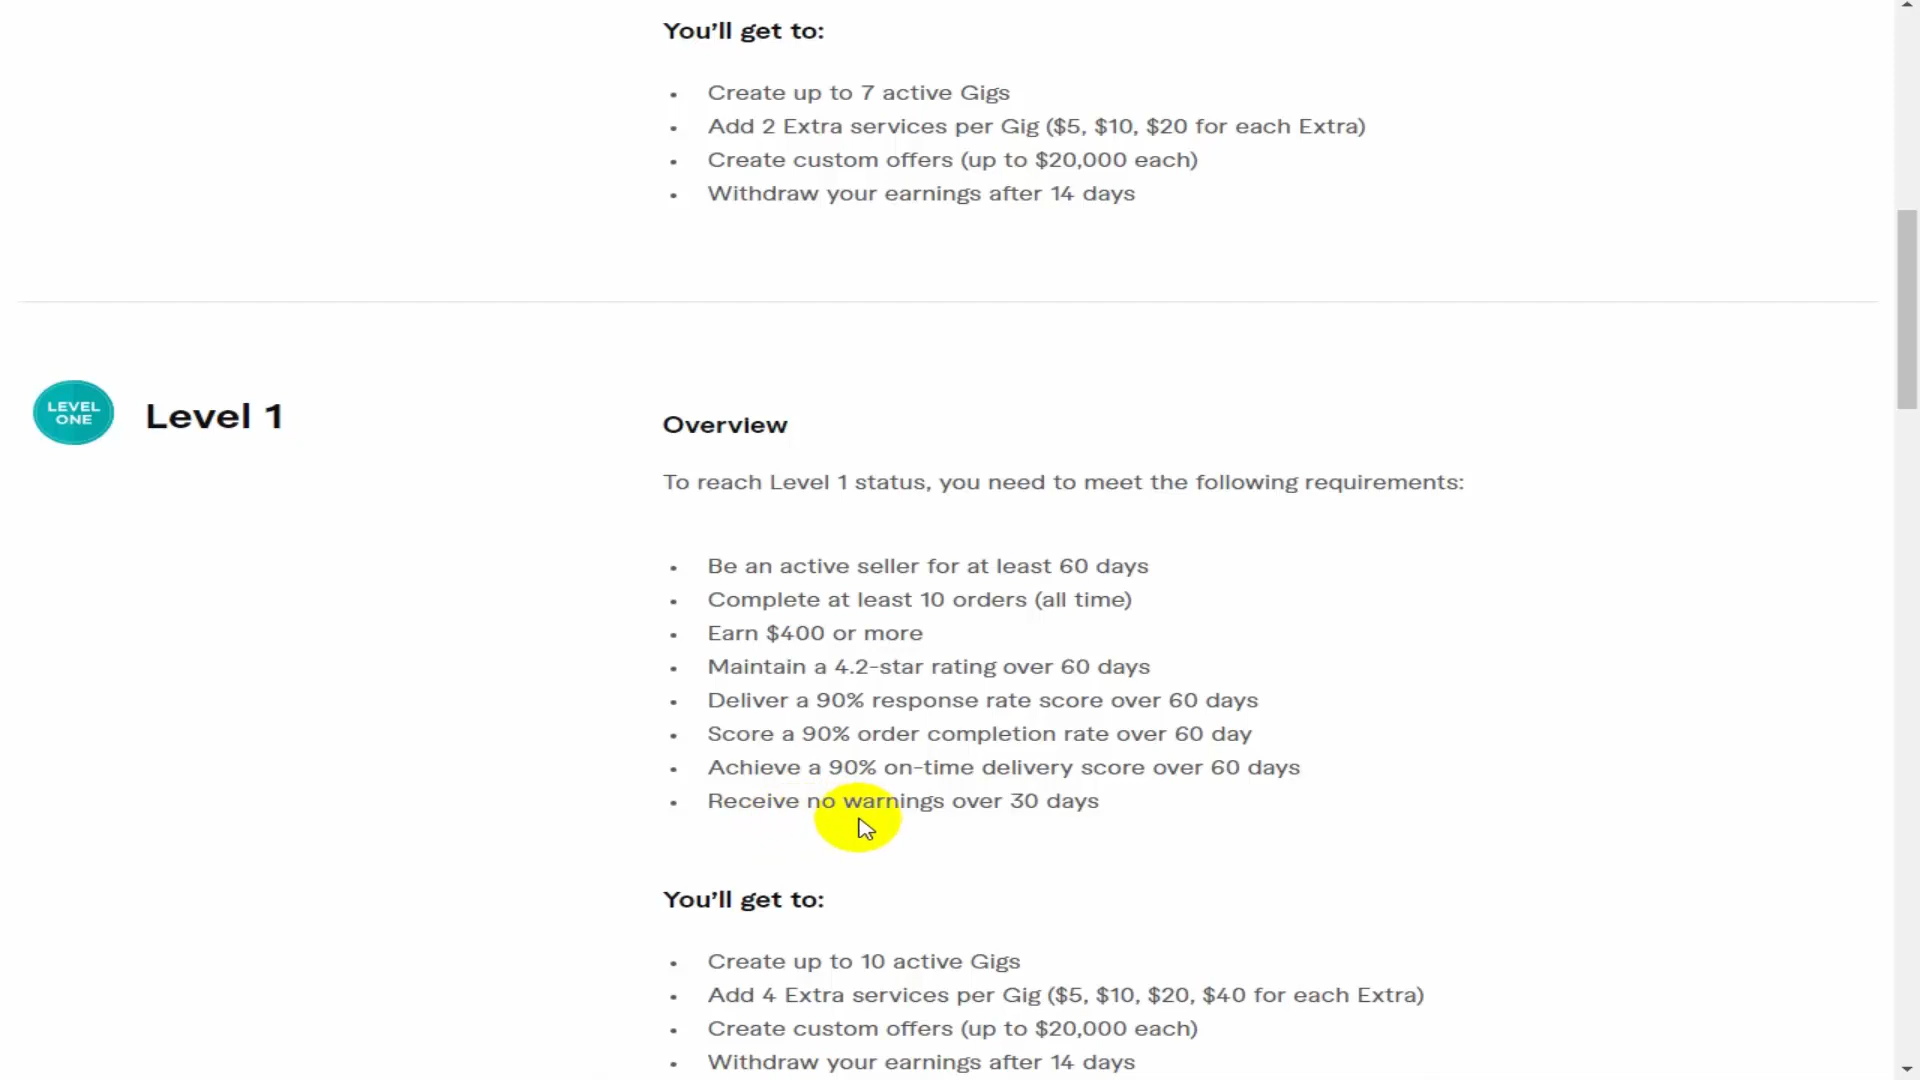 You’ll get to:
• Create up to 7 active Gigs
• Add 2 Extra services per Gig ($5, $10, $20 for each Extra)
• Create custom offers (up to $20,000 each)
• Withdraw your earnings after 14 days
LEVEL
ONE
Level 1
Overview
To reach Level 1 status, you need to meet the following requirements:
• Be an active seller for at least 60 days
• Complete at least 10 orders (all time)
• Earn $400 or more
• Maintain a 4.2-star rating over 60 days
• Deliver a 90% response rate score over 60 days
• Score a 90% order completion rate over 60 day
• Achieve a 90% on-time delivery score over 60 days
• Receive no warnings over 30 days
You’ll get to:
• Create up to 10 active Gigs
• Add 4 Extra services per Gig ($5, $10, $20, $40 for each Extra)
• Create custom offers (up to $20,000 each)
• Withdraw your earnings after 14 days